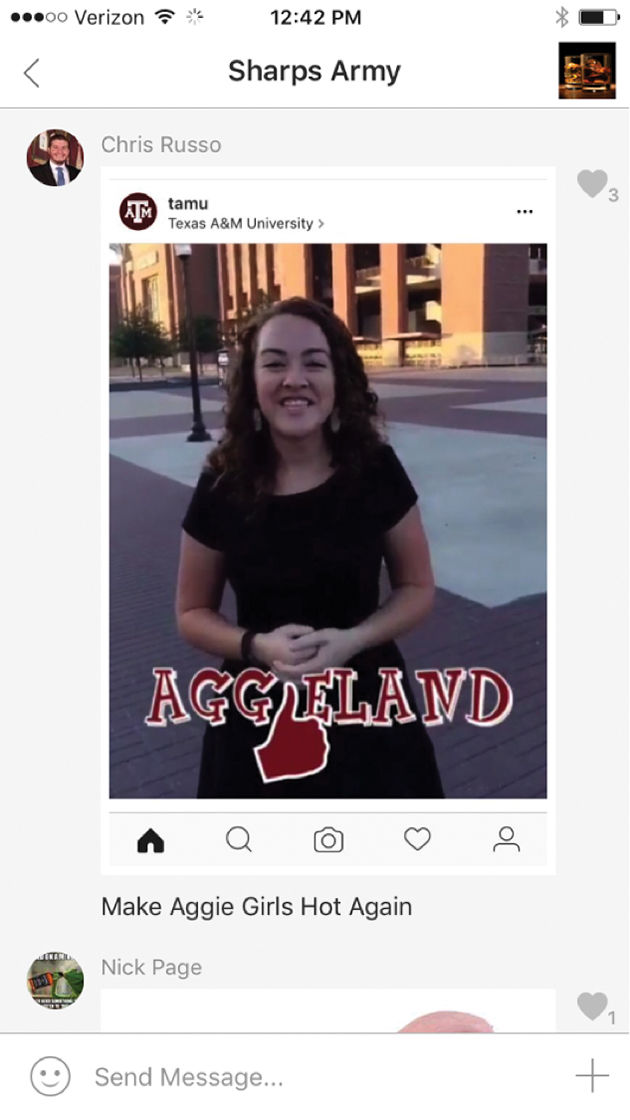 Verizon 12:42 PM
Sharps Army
Chris Russo
3
ATM
tamu
Texas A&M University >
AGGIELAND
Make Aggie Girls Hot Again
Nick Page
1
Send Message...